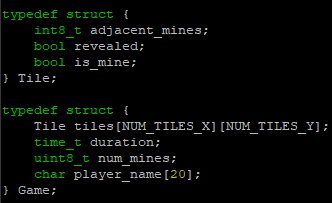 typedef struct {
    int8_t adjacent_mines;
    bool revealed;
    bool is_mine;
} Tile;

typedef struct {
    Tile tiles[NUM_TILES_X][NUM_TILES_Y];
    time_t duration;
    uint8_t num_mines;
    char player_name[20];
} Game;